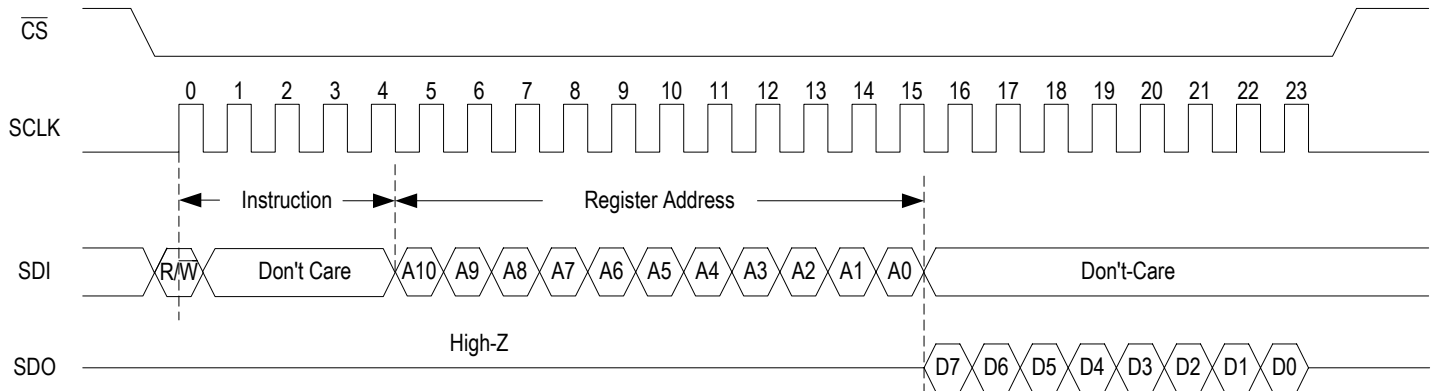 CS
0 1 2 3 4 5 6 7 8 9 10 11 12 13 14 15 16 17 18 19 20 21 22 23
SCLK
Instruction Register Address
SDI R/W Don't Care A10 A9 A8 A7 A6 A5 A4 A3 A2 A1 A0 Don't-Care
High-Z
SDO D7 D6 D5 D4 D3 D2 D1 D0